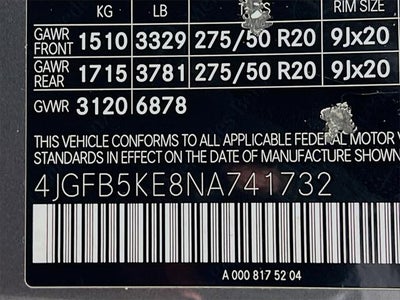 KG LB RIM SIZE
GAWR FRONT 1510 3329 275/50 R20 9Jx20
GAWR REAR 1715 3781 275/50 R20 9Jx20
GVWR 3120 6878
THIS VEHICLE CONFORMS TO ALL APPLICABLE FEDERAL MOTOR
STANDARDS IN EFFECT ON THE DATE OF MANUFACTURE SHOWN
4JGFB5KE8NA741732
A 000 817 52 04